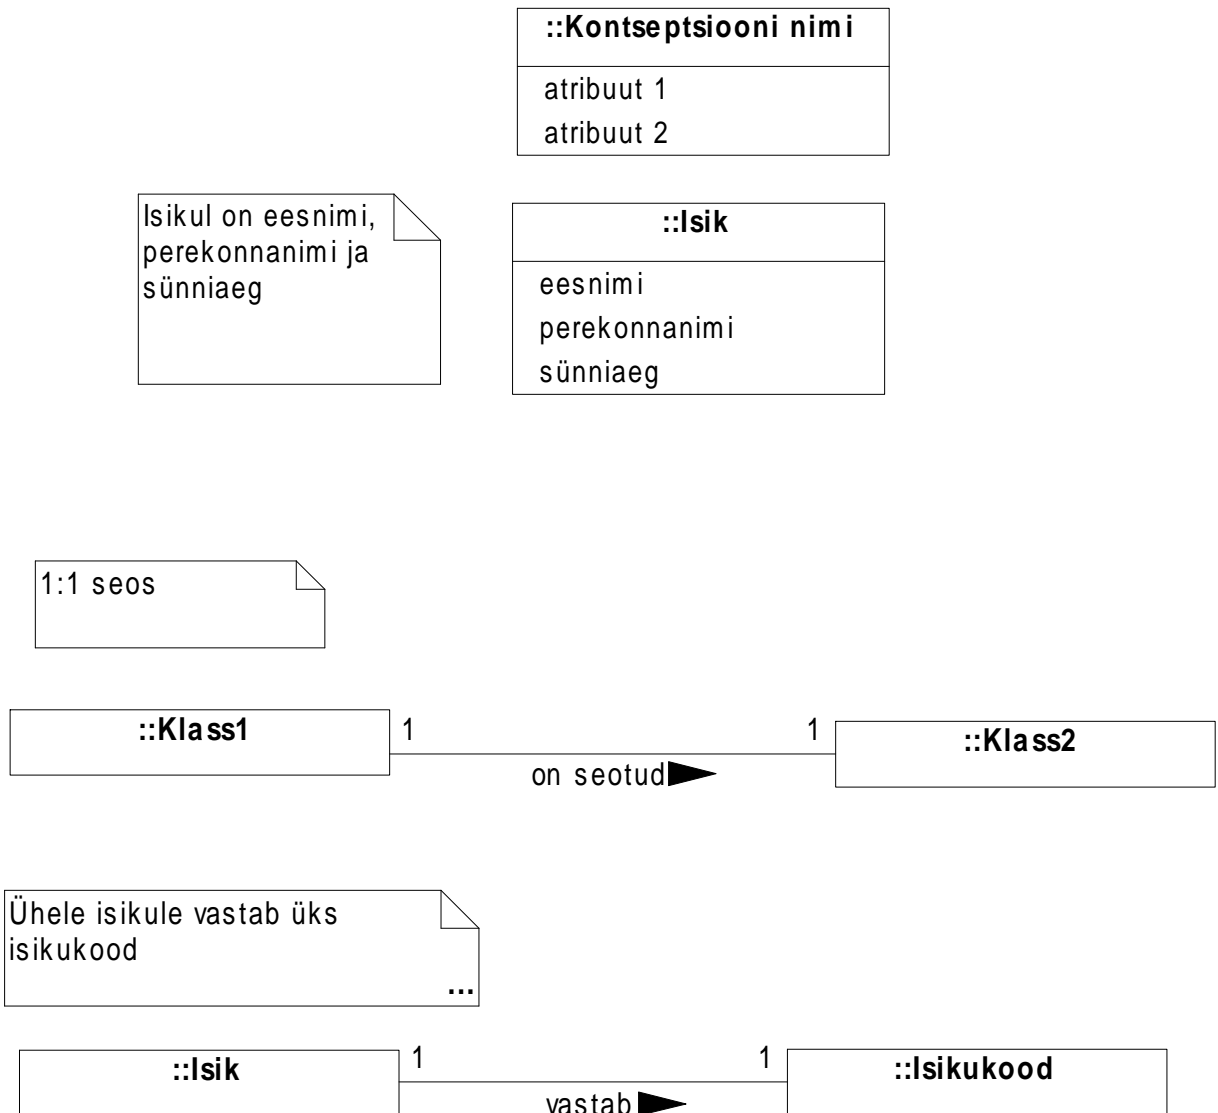 ::Kontseptsiooni nimi
atribuut 1
atribuut 2
Isikul on eesnimi,
perekonnanimi ja
sünniaeg
::Isik
eesnimi
perekonnanimi
sünniaeg
1:1 seos
::Klass1
1
1
::Klass2
on seotud
Ühele isikule vastab üks
isikukood
...
::Isik
1
1
::Isikukood
vastab